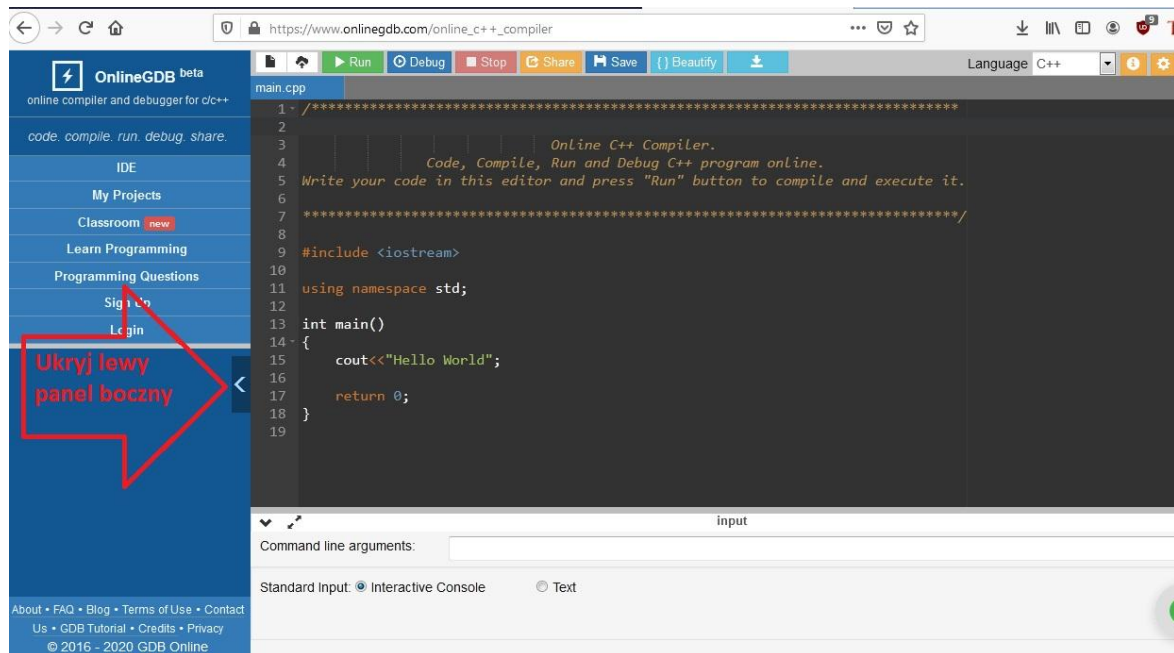 https://www.onlinegdb.com/online_c++_compiler
9
OnlineGDB beta
online compiler and debugger for c/c++
code. compile. run. debug. share.
IDE
My Projects
Classroom new
Learn Programming
Programming Questions
Sign Up
Login
Ukryj lewy
panel boczny
About • FAQ • Blog • Terms of Use • Contact
Us • GDB Tutorial • Credits • Privacy
© 2016 - 2020 GDB Online
Run Debug Stop Share Save {} Beautify
Language C++
main.cpp
1 /******************************************************************************
2
3 Online C++ Compiler.
4 Code, Compile, Run and Debug C++ program online.
5 Write your code in this editor and press "Run" button to compile and execute it.
6
7 *******************************************************************************/
8
9 #include <iostream>
10
11 using namespace std;
12
13 int main()
14 {
15     cout<<"Hello World";
16
17     return 0;
18 }
19
input
Command line arguments:
Standard Input: Interactive Console Text